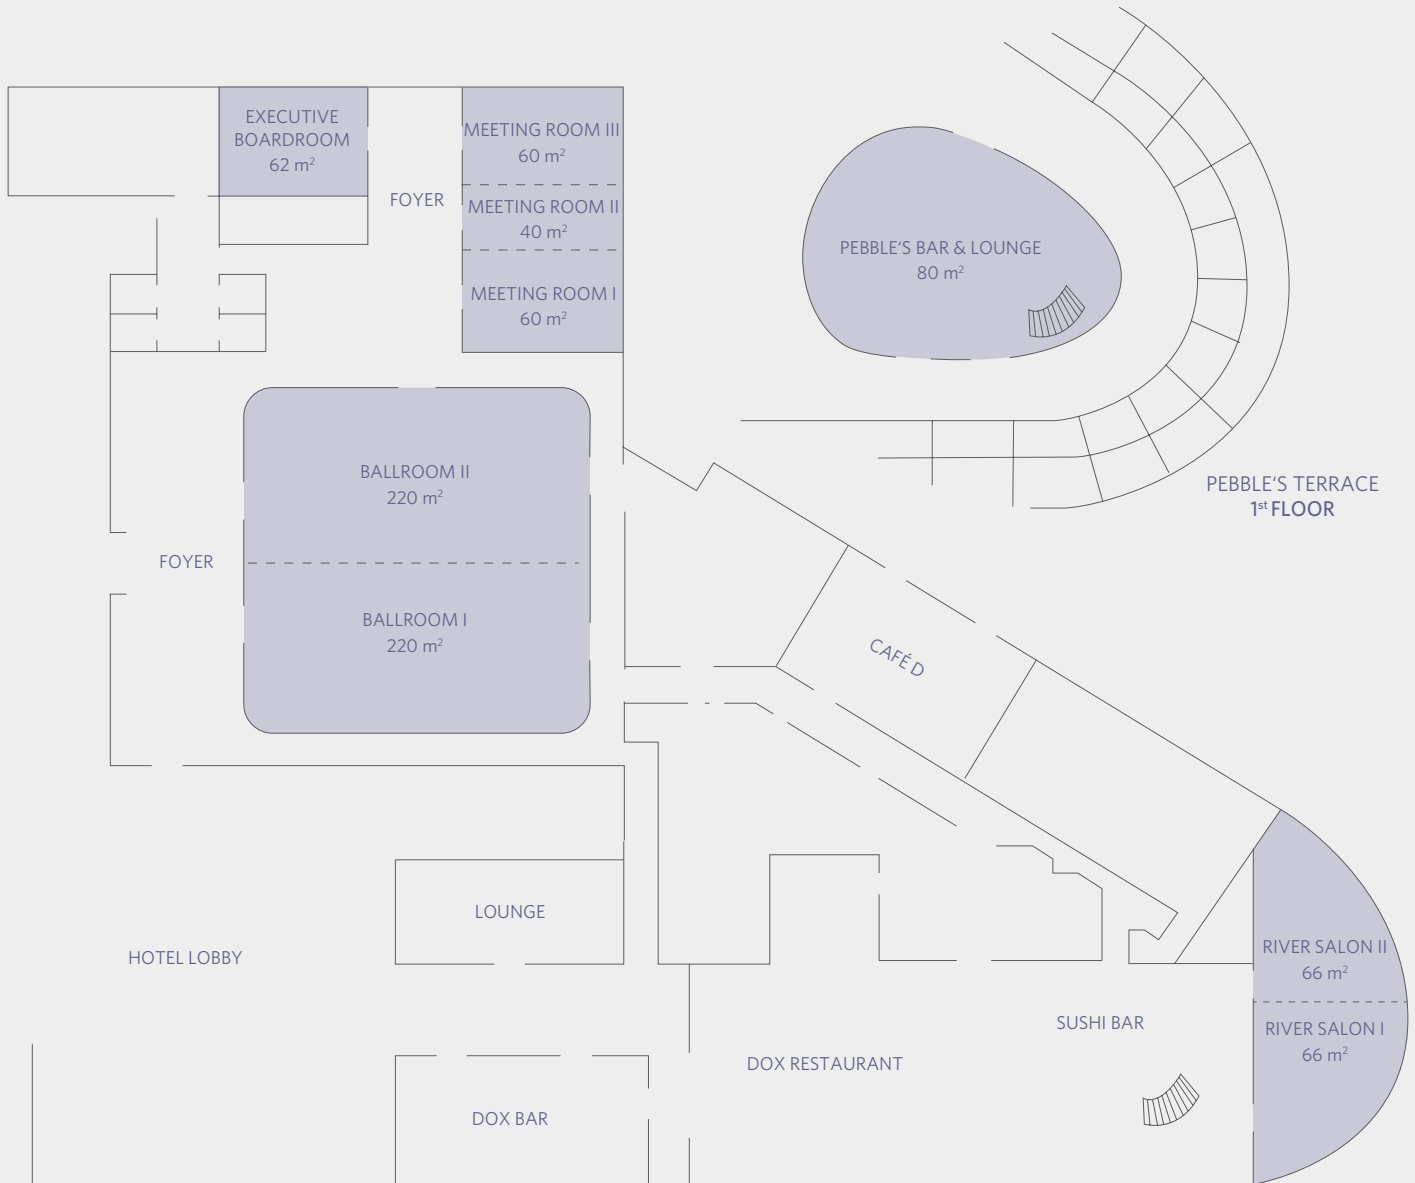 EXECUTIVE
BOARDROOM
62 m²
MEETING ROOM III
60 m²
FOYER
MEETING ROOM II
40 m²
MEETING ROOM I
60 m²
PEBBLE'S BAR & LOUNGE
80 m²
PEBBLE'S TERRACE
1st FLOOR
BALLROOM II
220 m²
FOYER
BALLROOM I
220 m²
CAFÉ D
LOUNGE
HOTEL LOBBY
RIVER SALON II
66 m²
SUSHI BAR
RIVER SALON I
66 m²
DOX RESTAURANT
DOX BAR